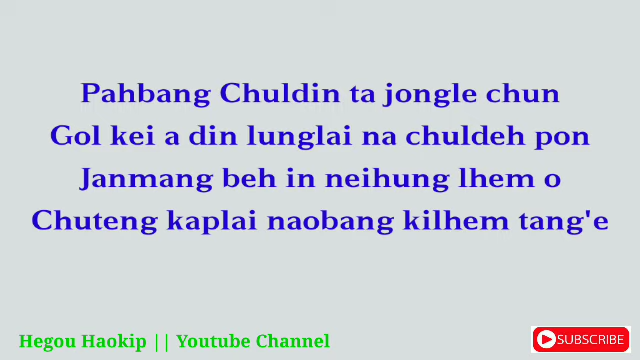 Pahbang Chuldin ta jongle chun
Gol kei a din lunglai na chuldeh pon
Janmang beh in neihung lhem o
Chuteng kaplai naobang kilhem tang'e
Hegou Haokip || Youtube Channel
SUBSCRIBE